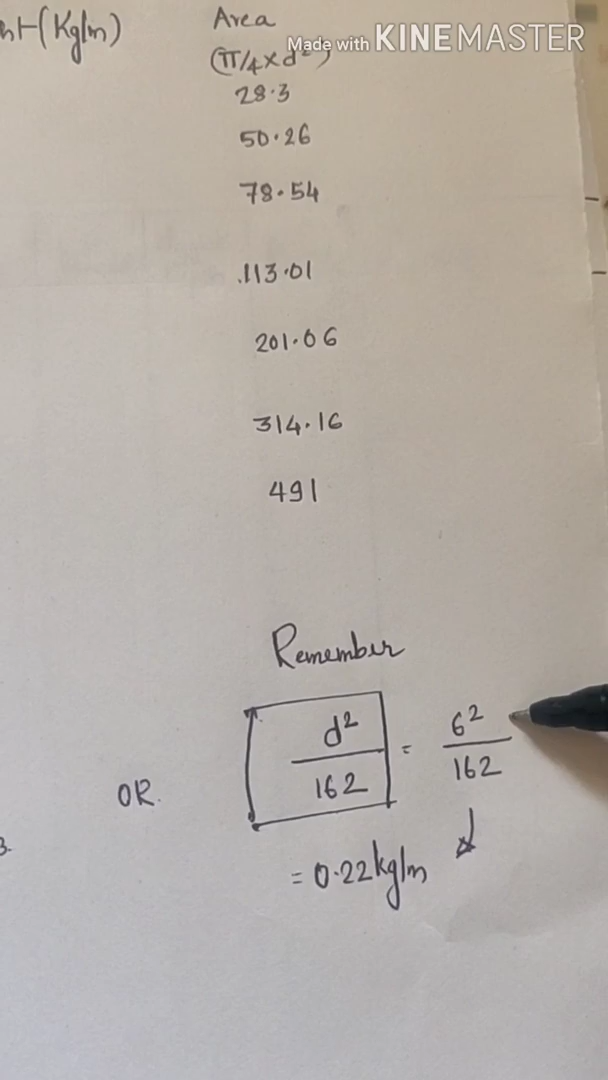 ht (Kg/m)
Area
Made with KINEMASTER
(π/4×d²)
28.3
50.26
78.54
.113.01
201.06
314.16
491
Remember
d²/162 = 6²/162
OR.
3.
= 0.22kg/m